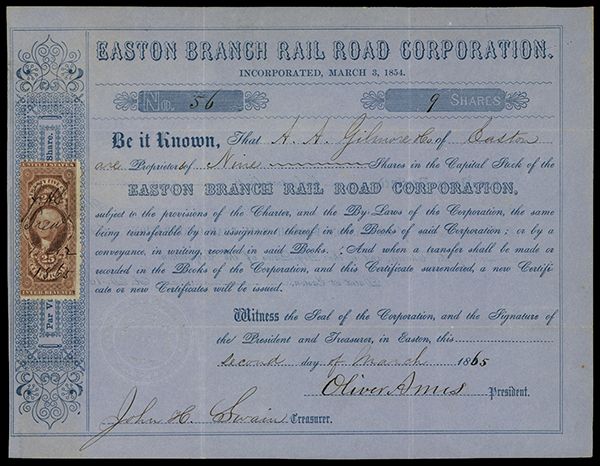 EASTON BRANCH RAIL ROAD CORPORATION.
INCORPORATED, MARCH 3, 1854.
No. 56
9 SHARES
Be it Known, That A. A. Gilmore & Co of Easton
are Proprietors of Nine Shares in the Capital Stock of the
EASTON BRANCH RAIL ROAD CORPORATION,
subject to the provisions of the Charter, and the By-Laws of the Corporation, the same
being transferable by an assignment thereof in the Books of said Corporation; or by a
conveyance, in writing, recorded in said Books. And when a transfer shall be made or
recorded in the Books of the Corporation, and this Certificate surrendered, a new Certifi
cate or new Certificates will be issued.
Witness the Seal of the Corporation, and the Signature of
the President and Treasurer, in Easton, this
second day of March 1865
Oliver Ames President.
John H. Swain Treasurer.
Par
Share.
25
INTER. REVENUE